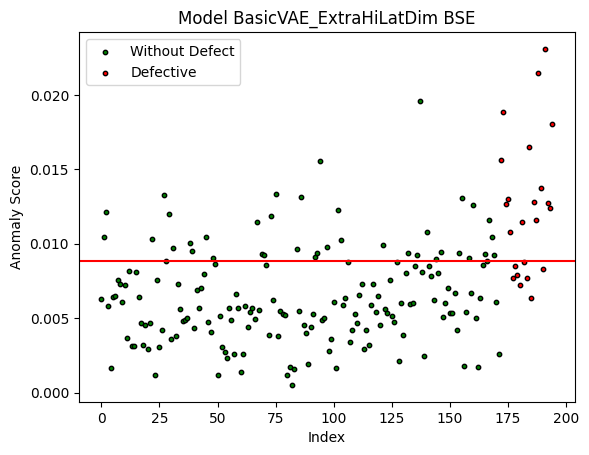 Model BasicVAE_ExtraHiLatDim BSE
Without Defect
Defective
Anomaly Score
0.020
0.015
0.010
0.005
0.000
0 25 50 75 100 125 150 175 200
Index